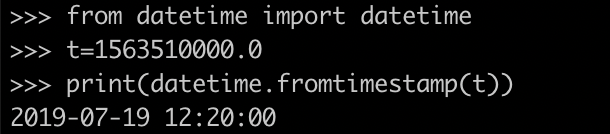 >>> from datetime import datetime
>>> t=1563510000.0
>>> print(datetime.fromtimestamp(t))
2019-07-19 12:20:00